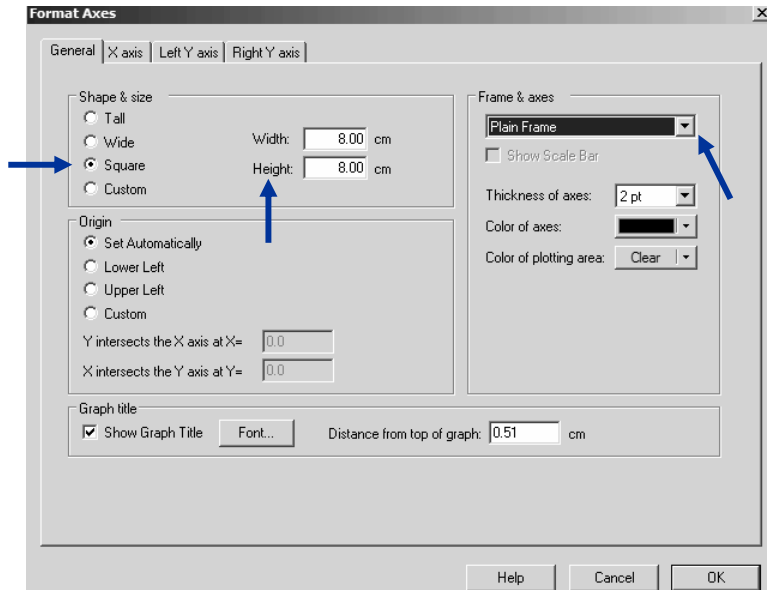 Format Axes
General X axis Left Y axis Right Y axis
Shape & size
Tall
Wide
Square
Custom
Width: 8.00 cm
Height: 8.00 cm
Origin
Set Automatically
Lower Left
Upper Left
Custom
Y intersects the X axis at X= 0.0
X intersects the Y axis at Y= 0.0
Frame & axes
Plain Frame
Show Scale Bar
Thickness of axes: 2 pt
Color of axes:
Color of plotting area: Clear
Graph title
Show Graph Title Font... Distance from top of graph: 0.51 cm
Help Cancel OK